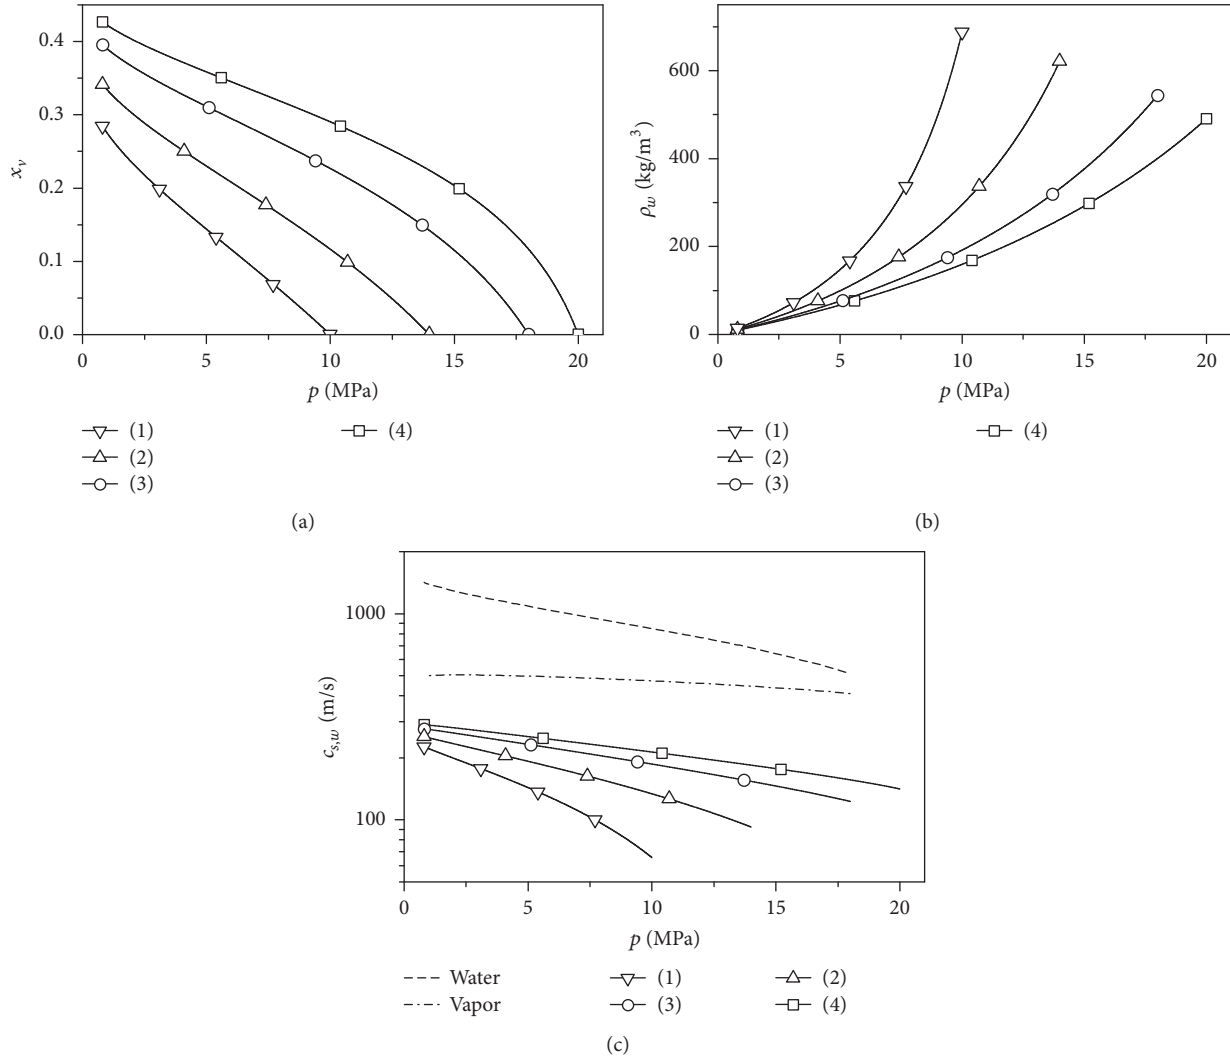 0.4
0.3
0.2
0.1
0.0
x_v
0 5 10 15 20
p (MPa)
(1) (4)
(2)
(3)
(a)
600
400
200
0
ρ_w (kg/m³)
0 5 10 15 20
p (MPa)
(1) (4)
(2)
(3)
(b)
1000
100
c_{s,w} (m/s)
0 5 10 15 20
p (MPa)
Water (1) (2)
Vapor (3) (4)
(c)